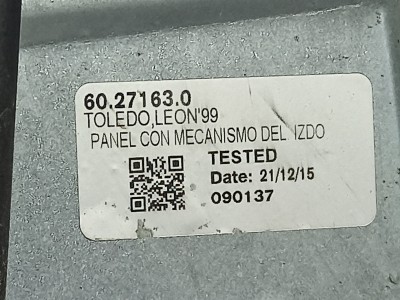 60.27163.0
TOLEDO,LEON'99
PANEL CON MECANISMO DEL IZDO
TESTED
Date: 21/12/15
090137